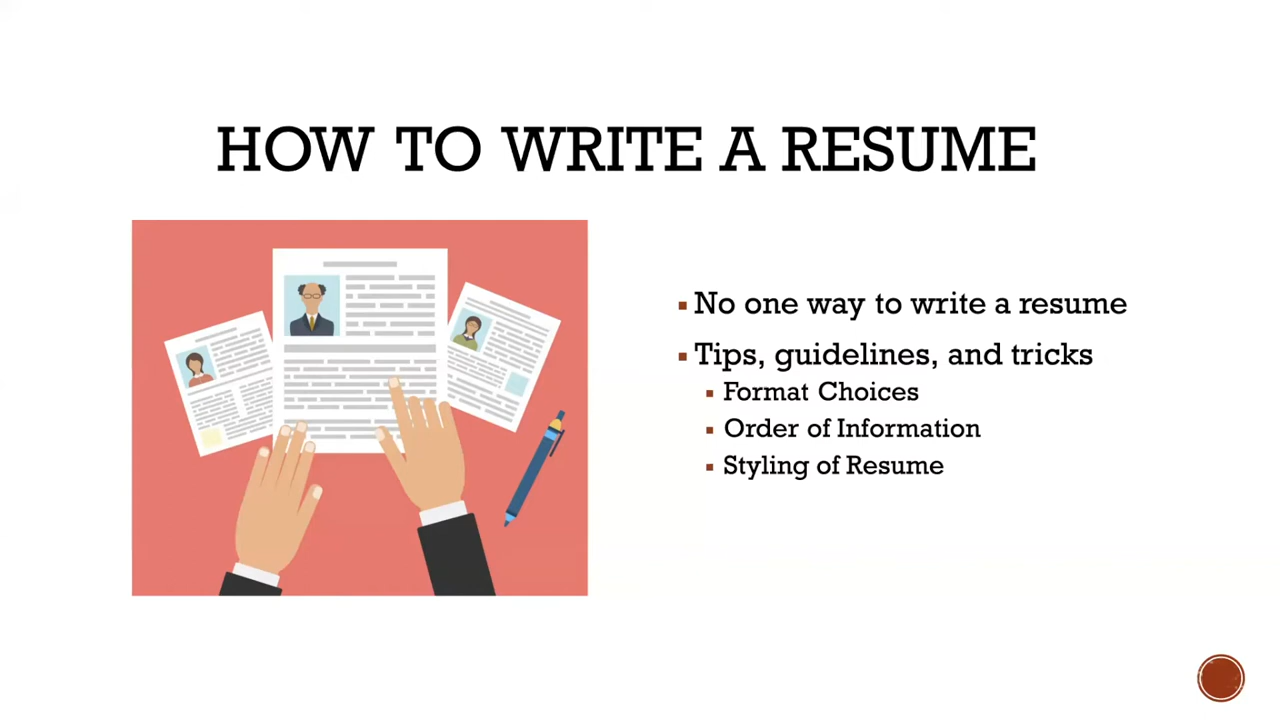 HOW TO WRITE A RESUME
No one way to write a resume
Tips, guidelines, and tricks
Format Choices
Order of Information
Styling of Resume